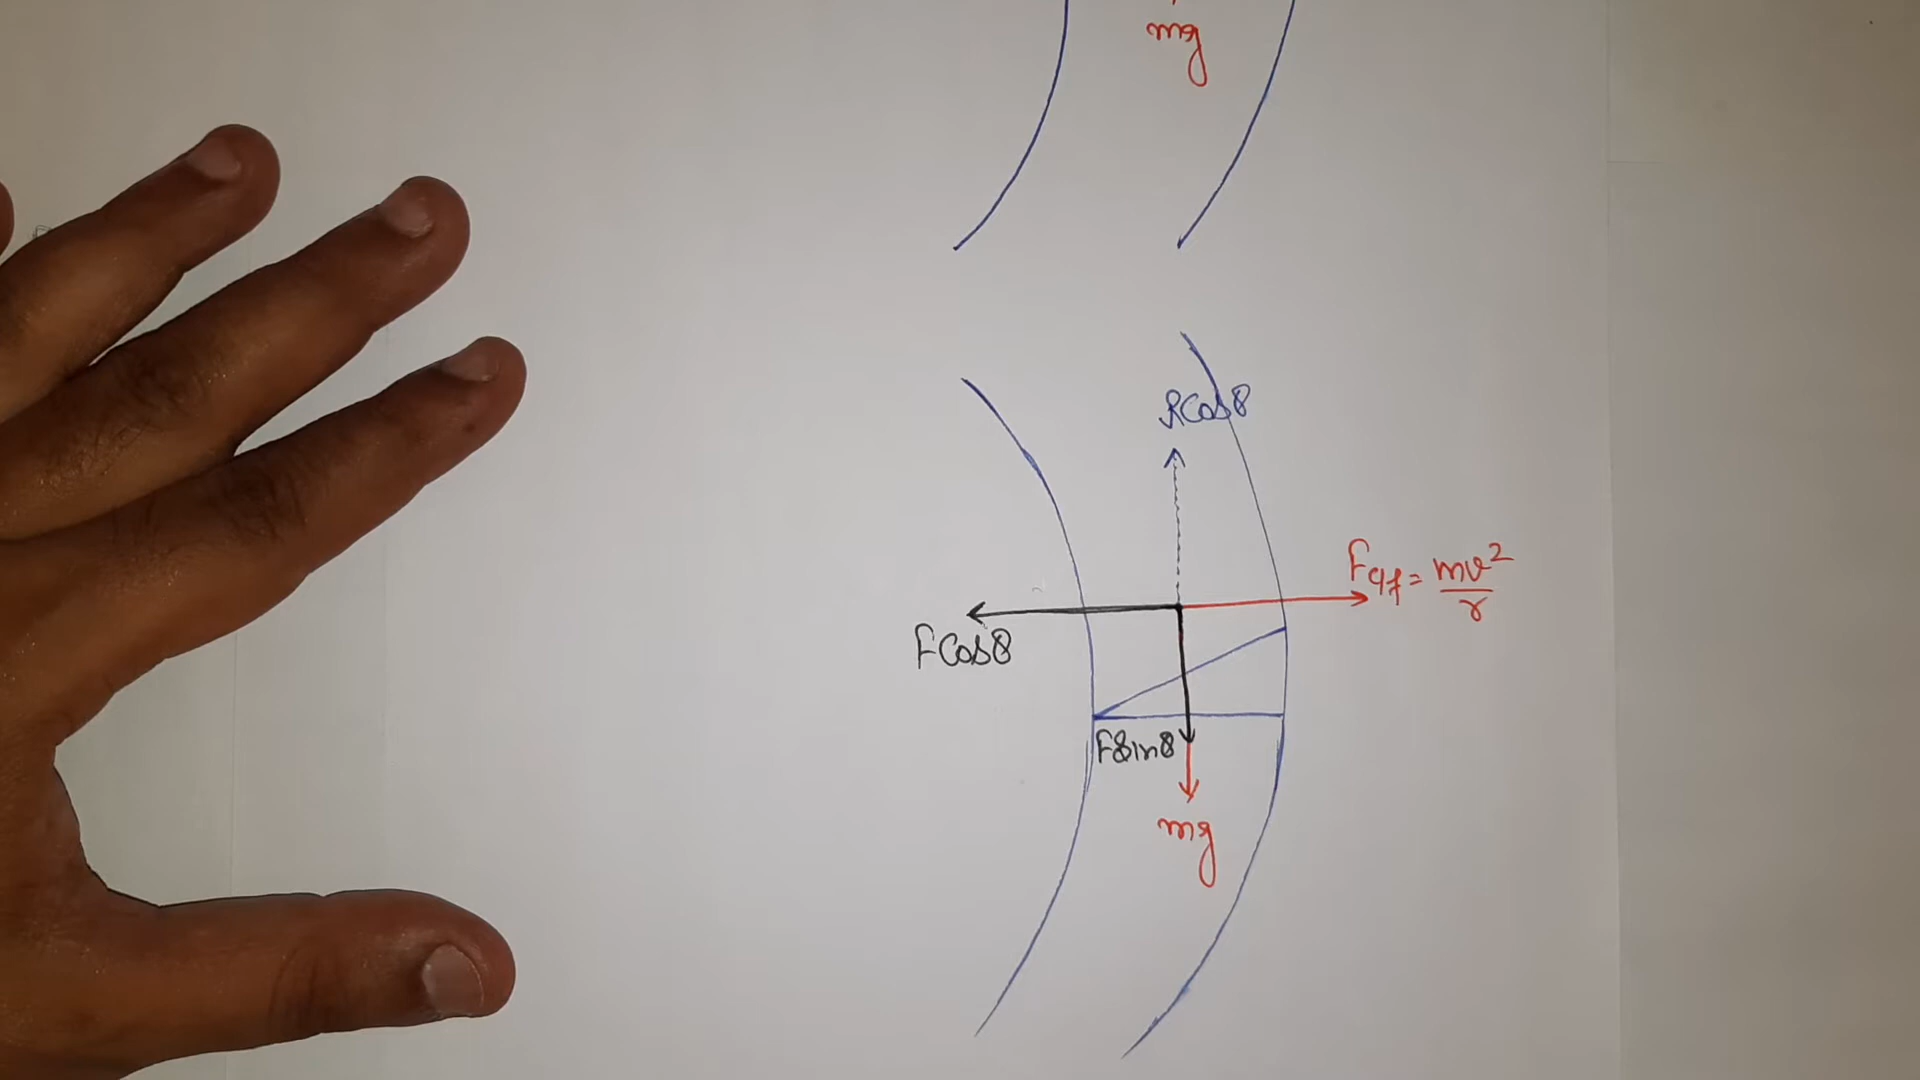 mg
RCosθ
Fcf = mv²/r
FCosθ
FSinθ
mg